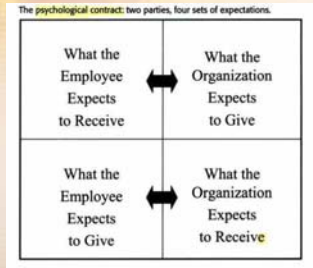 The psychological contract: two parties, four sets of expectations.
What the
Employee
Expects
to Receive
What the
Organization
Expects
to Give
What the
Employee
Expects
to Give
What the
Organization
Expects
to Receive